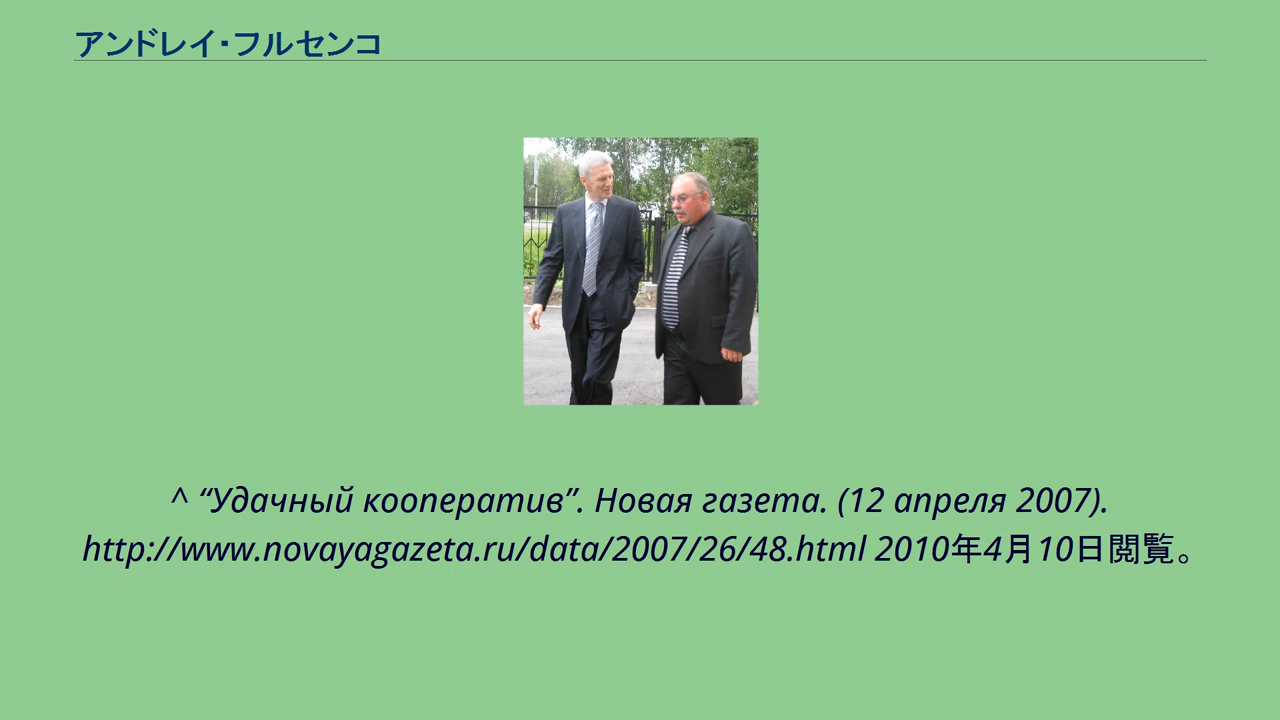 アンドレイ・フルセンコ
^ “Удачный кооператив”. Новая газета. (12 апреля 2007).
http://www.novayagazeta.ru/data/2007/26/48.html 2010年4月10日閲覧。